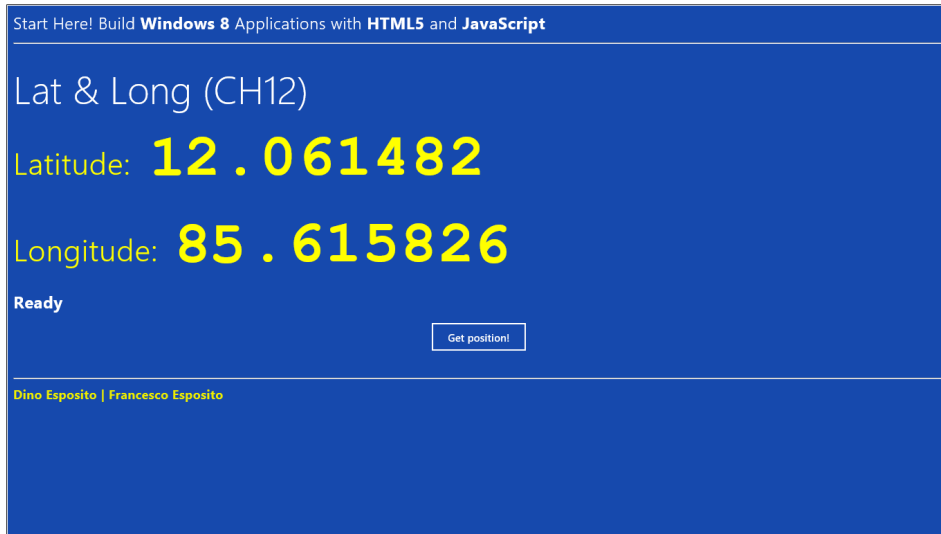 Start Here! Build Windows 8 Applications with HTML5 and JavaScript
Lat & Long (CH12)
Latitude: 12.061482
Longitude: 85.615826
Ready
Get position!
Dino Esposito | Francesco Esposito